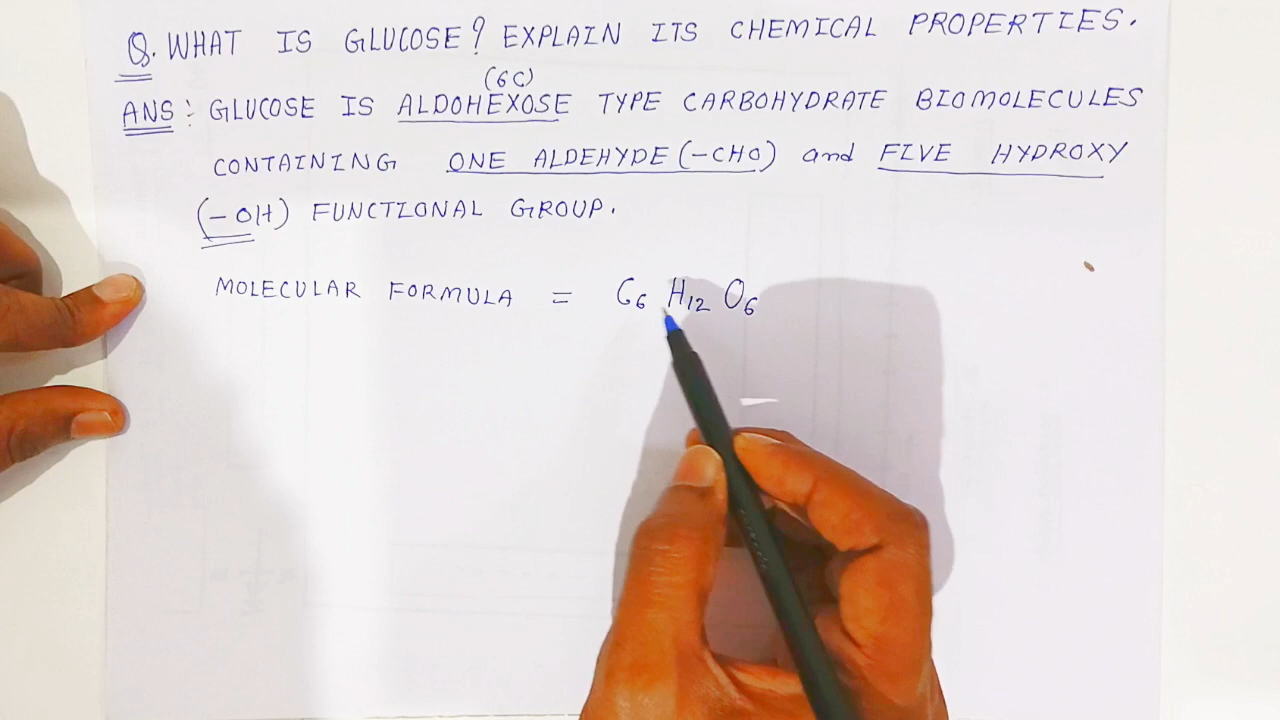 Q. WHAT IS GLUCOSE? EXPLAIN ITS CHEMICAL PROPERTIES.
(6C)
ANS: GLUCOSE IS ALDOHEXOSE TYPE CARBOHYDRATE BIOMOLECULES
CONTAINING ONE ALDEHYDE (-CHO) and FIVE HYDROXY
(-OH) FUNCTIONAL GROUP.
MOLECULAR FORMULA = C6 H12 O6